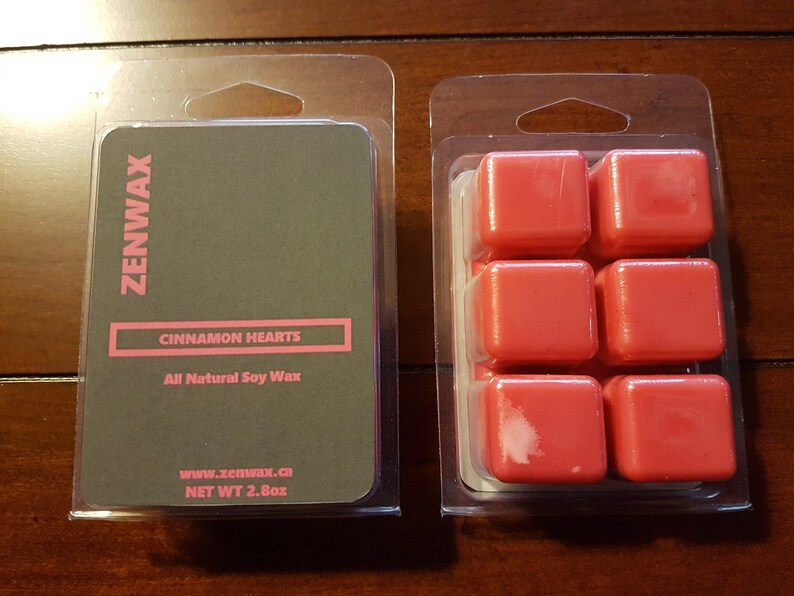 ZENWAX
CINNAMON HEARTS
All Natural Soy Wax
www.zenwax.ca
NET WT 2.8oz